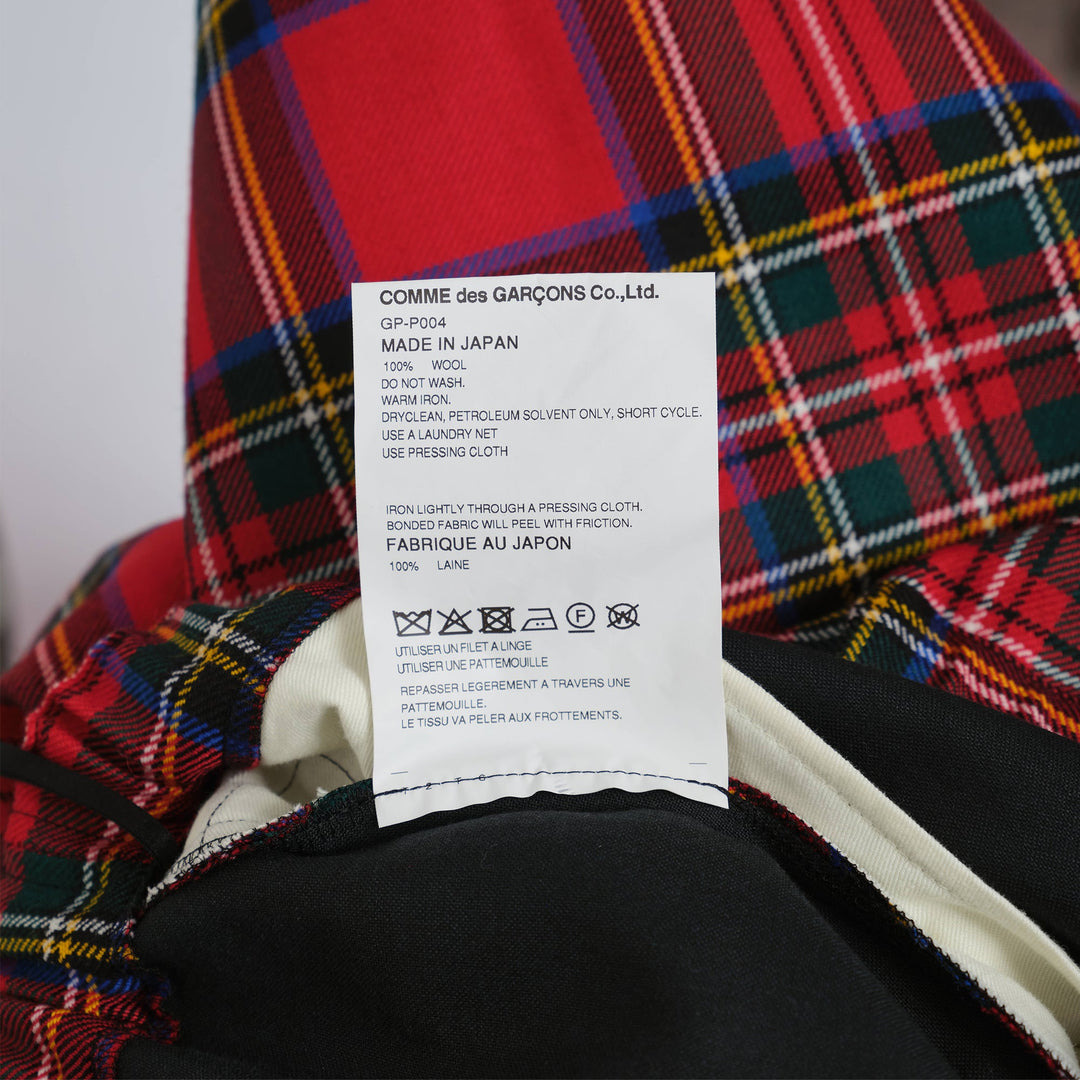 COMME des GARÇONS Co.,Ltd.
GP-P004
MADE IN JAPAN
100% WOOL
DO NOT WASH.
WARM IRON.
DRYCLEAN, PETROLEUM SOLVENT ONLY, SHORT CYCLE.
USE A LAUNDRY NET
USE PRESSING CLOTH
IRON LIGHTLY THROUGH A PRESSING CLOTH.
BONDED FABRIC WILL PEEL WITH FRICTION.
FABRIQUE AU JAPON
100% LAINE
F W
UTILISER UN FILET A LINGE
UTILISER UNE PATTEMOUILLE
REPASSER LEGEREMENT A TRAVERS UNE
PATTEMOUILLE.
LE TISSU VA PELER AUX FROTTEMENTS.